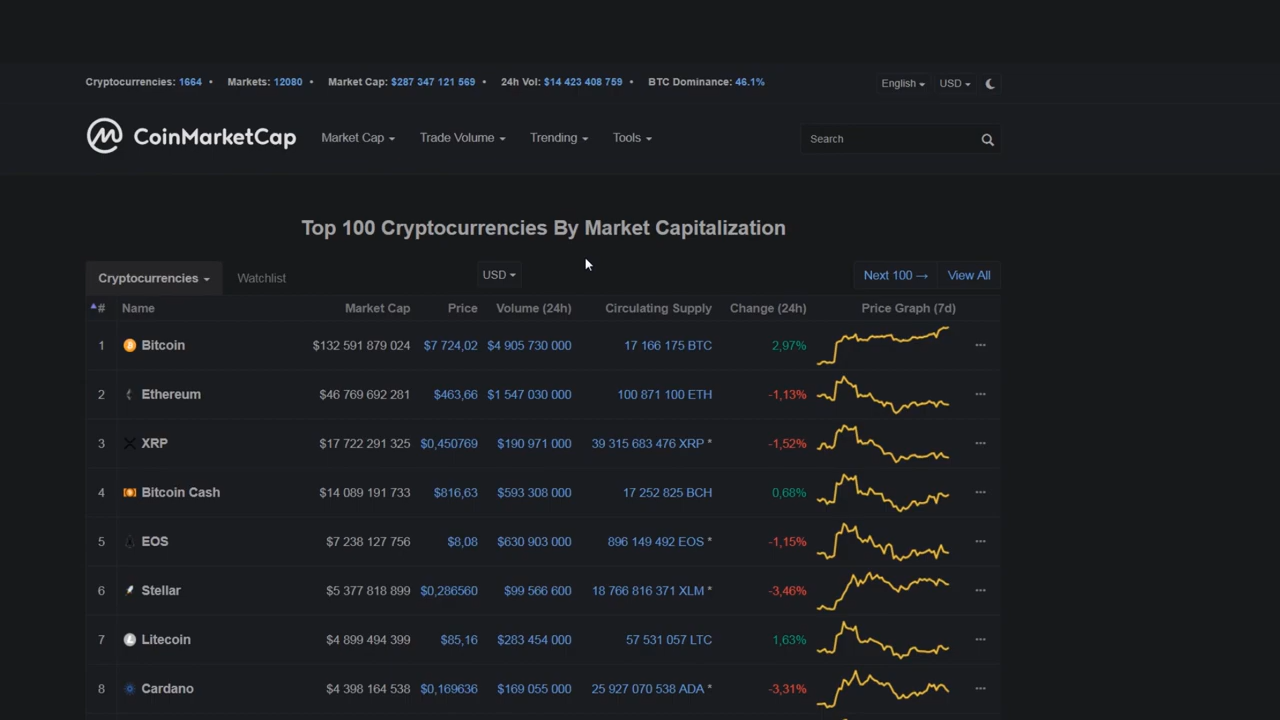 Cryptocurrencies: 1664 • Markets: 12080 • Market Cap: $287 347 121 569 • 24h Vol: $14 423 408 759 • BTC Dominance: 46.1% English USD
CoinMarketCap Market Cap Trade Volume Trending Tools Search
Top 100 Cryptocurrencies By Market Capitalization
Cryptocurrencies Watchlist USD Next 100 → View All
# Name Market Cap Price Volume (24h) Circulating Supply Change (24h) Price Graph (7d)
1 Bitcoin $132 591 879 024 $7 724,02 $4 905 730 000 17 166 175 BTC 2,97%
2 Ethereum $46 769 692 281 $463,66 $1 547 030 000 100 871 100 ETH -1,13%
3 XRP $17 722 291 325 $0,450769 $190 971 000 39 315 683 476 XRP * -1,52%
4 Bitcoin Cash $14 089 191 733 $816,63 $593 308 000 17 252 825 BCH 0,68%
5 EOS $7 238 127 756 $8,08 $630 903 000 896 149 492 EOS * -1,15%
6 Stellar $5 377 818 899 $0,286560 $99 566 600 18 766 816 371 XLM * -3,46%
7 Litecoin $4 899 494 399 $85,16 $283 454 000 57 531 057 LTC 1,63%
8 Cardano $4 398 164 538 $0,169636 $169 055 000 25 927 070 538 ADA * -3,31%